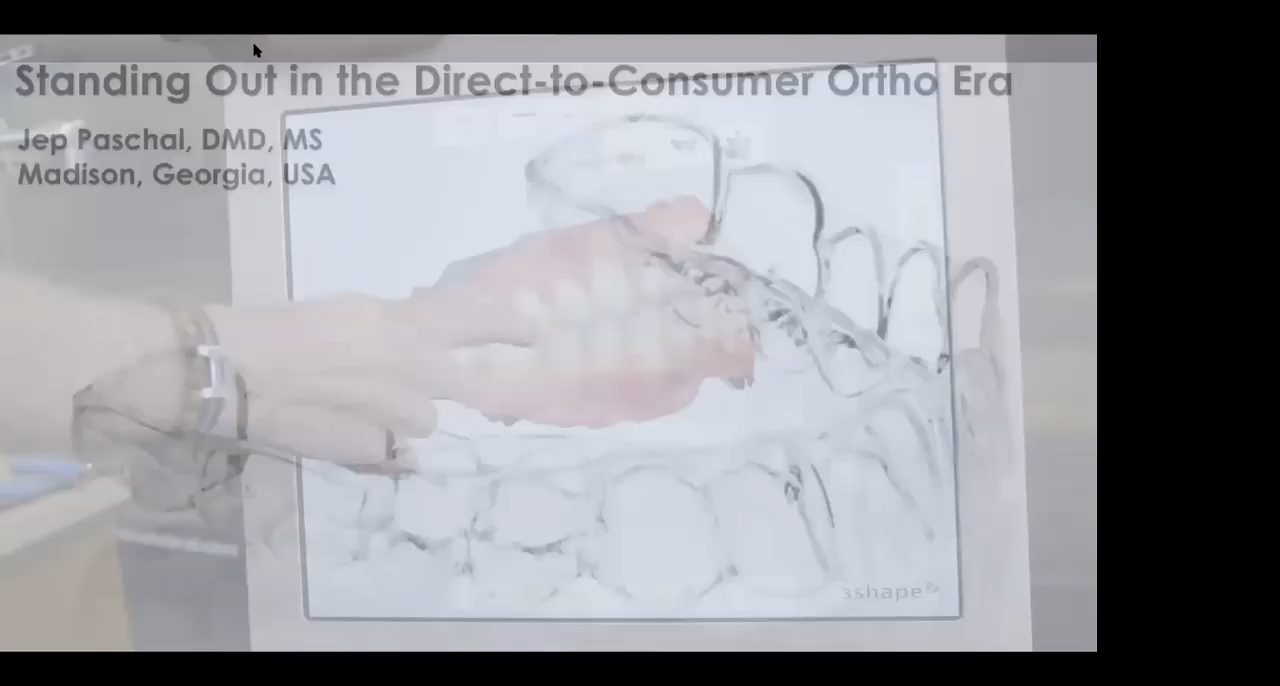 Standing Out in the Direct-to-Consumer Ortho Era
Jep Paschal, DMD, MS
Madison, Georgia, USA
3shape